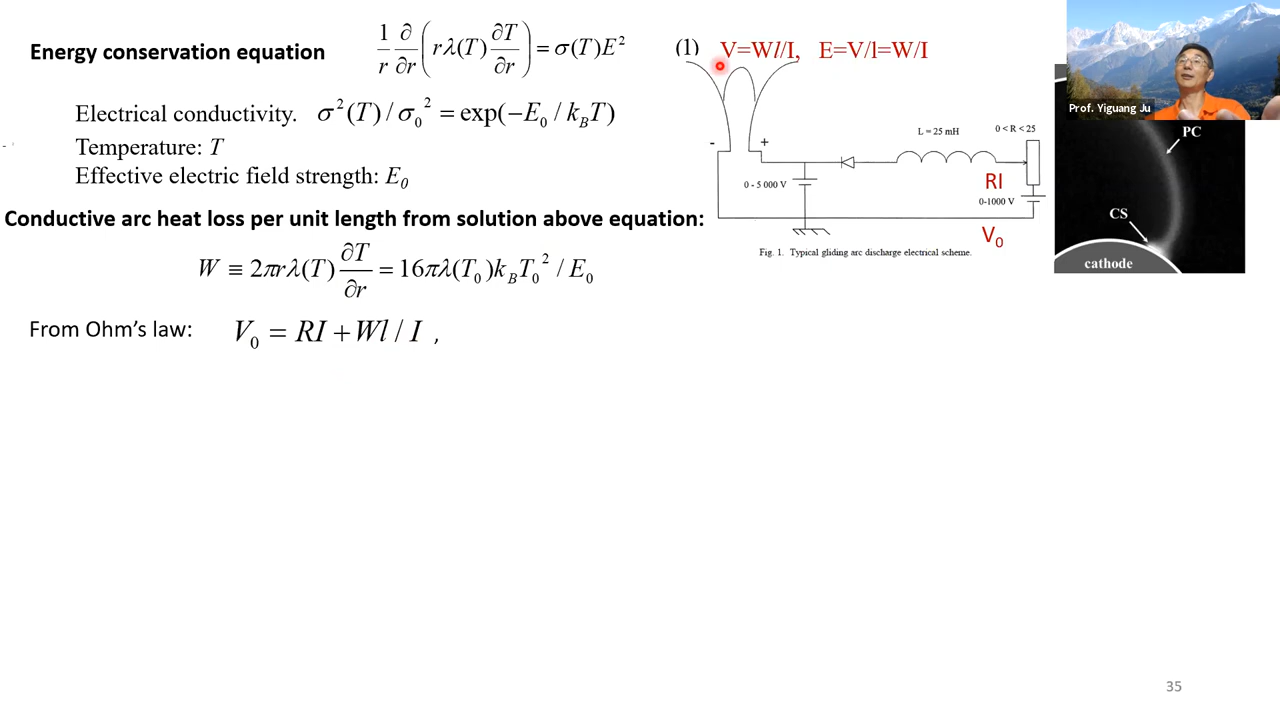 Energy conservation equation 1/r ∂/∂r (rλ(T) ∂T/∂r) = σ(T)E² (1) V=Wl/I, E=V/l=W/I
Electrical conductivity. σ²(T) / σ₀² = exp(−E₀ / k_BT)
Temperature: T
Effective electric field strength: E₀
Conductive arc heat loss per unit length from solution above equation:
W ≡ 2πrλ(T) ∂T/∂r = 16πλ(T₀)k_BT₀² / E₀
From Ohm's law: V₀ = RI + Wl / I ,
- +
L = 25 mH
0 < R < 25
0 - 5 000 V
RI
0-1000 V
V₀
Fig. 1. Typical gliding arc discharge electrical scheme.
Prof. Yiguang Ju
PC
CS
cathode
35